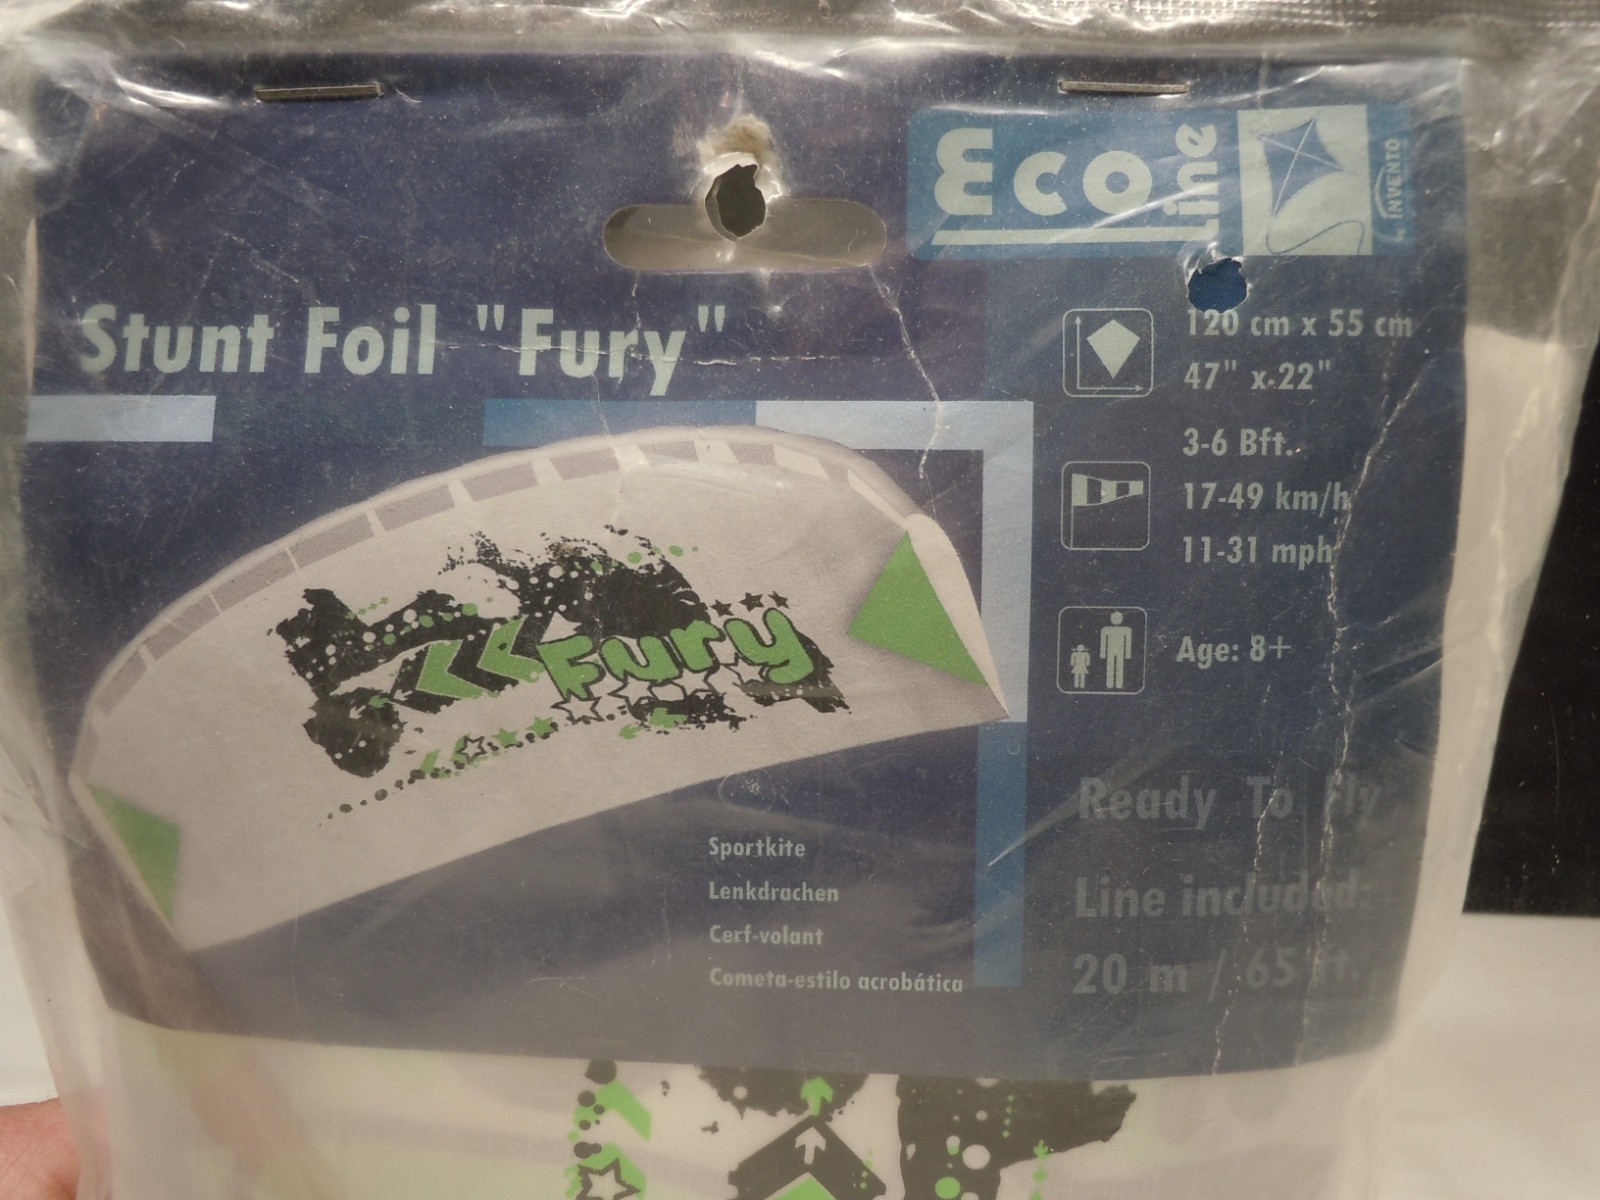 Eco Line
INVENTO
Stunt Foil "Fury"
120 cm x 55 cm
47" x 22"
3-6 Bft.
17-49 km/h
11-31 mph
Age: 8+
Fury
Ready To Fly
Line included:
20 m / 65 ft.
Sportkite
Lenkdrachen
Cerf-volant
Cometa-estilo acrobática